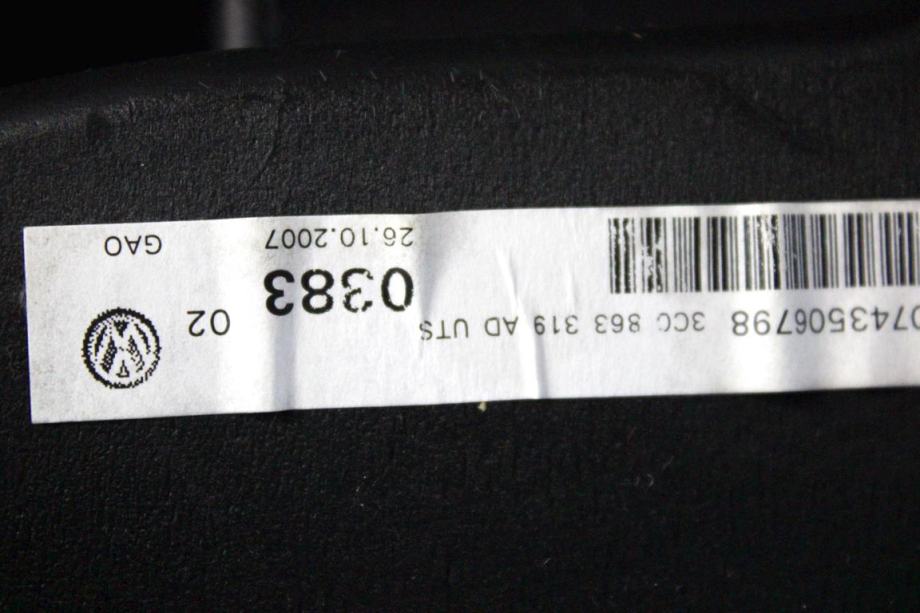 0743506798 3CC 863 319 AD UTS
0383 02
26.10.2007 GAO